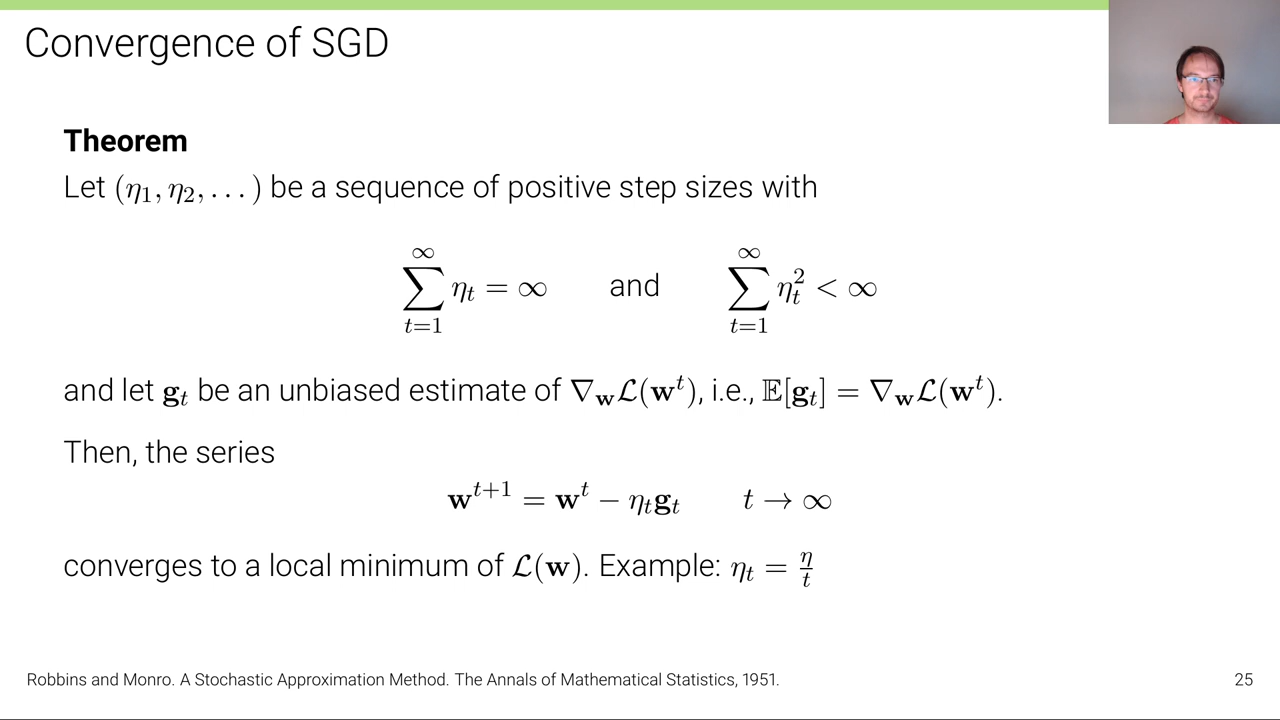 Convergence of SGD
Theorem
Let (η₁, η₂, . . . ) be a sequence of positive step sizes with
∑_{t=1}^{∞} η_t = ∞ and ∑_{t=1}^{∞} η_t² < ∞
and let g_t be an unbiased estimate of ∇_w ℒ(w^t), i.e., 𝔼[g_t] = ∇_w ℒ(w^t).
Then, the series
w^{t+1} = w^t − η_t g_t t → ∞
converges to a local minimum of ℒ(w). Example: η_t = η/t
Robbins and Monro. A Stochastic Approximation Method. The Annals of Mathematical Statistics, 1951.
25